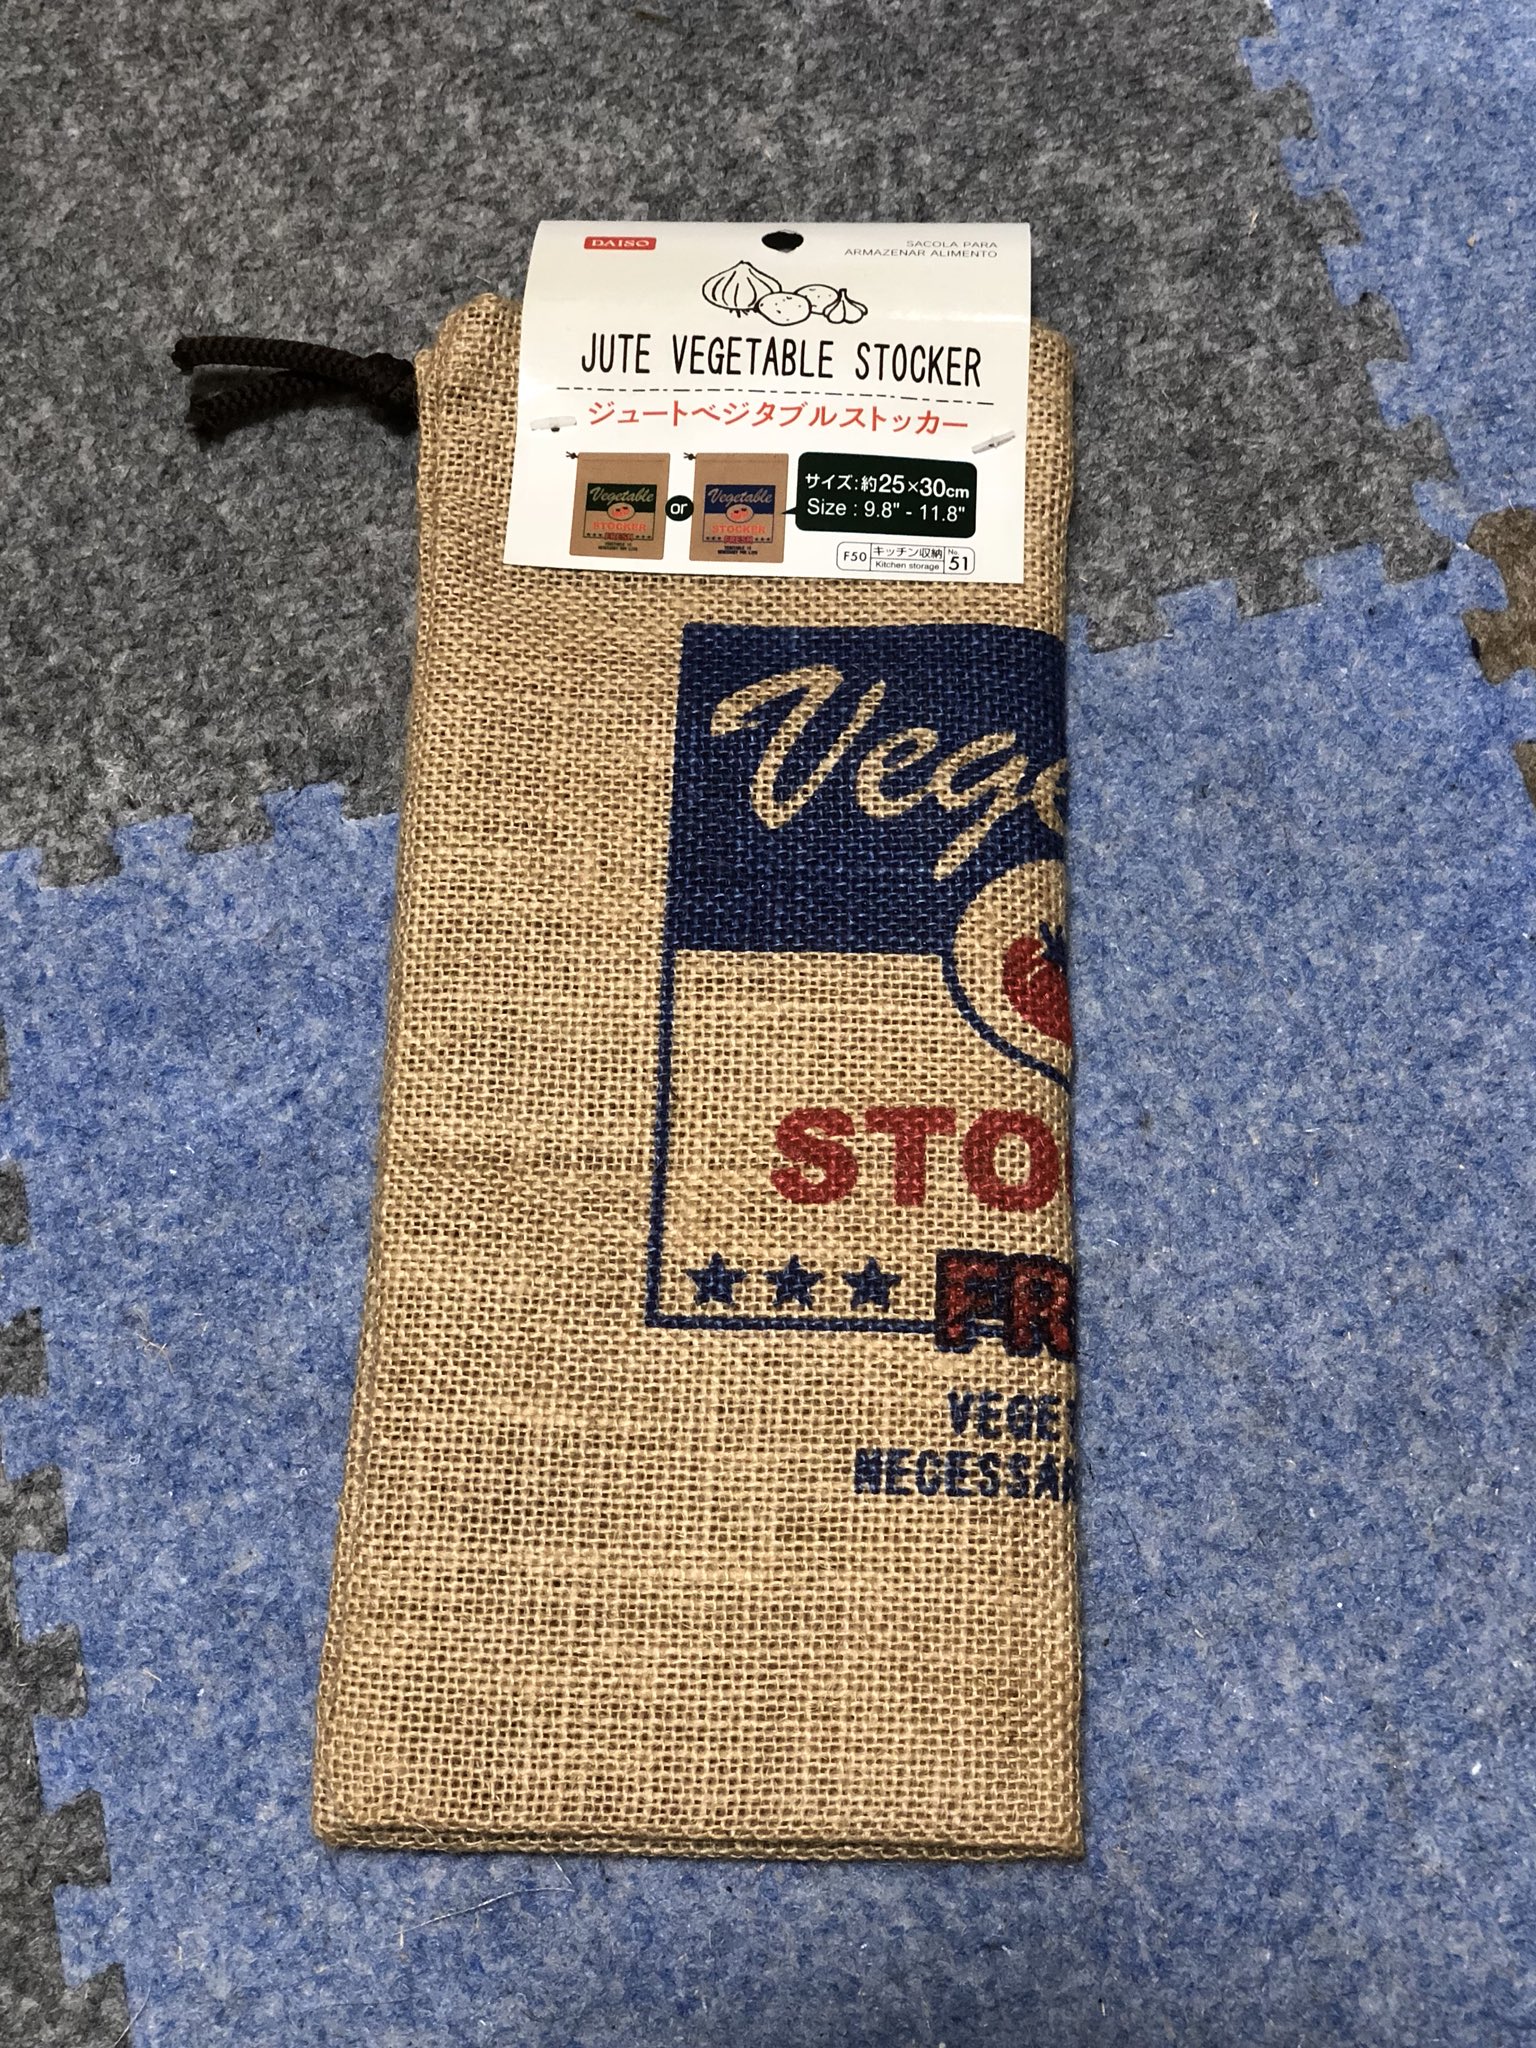 DAISO
SACOLA PARA
ARMAZENAR ALIMENTO
JUTE VEGETABLE STOCKER
ジュートベジタブルストッカー
Vegetable
STOCKER
FRESH
or
Vegetable
STOCKER
FRESH
サイズ:約25×30cm
Size : 9.8" - 11.8"
F50 キッチン収納 No.
Kitchen storage 51
Vege
STO
★★★ FR
VEGET
NECESSAR